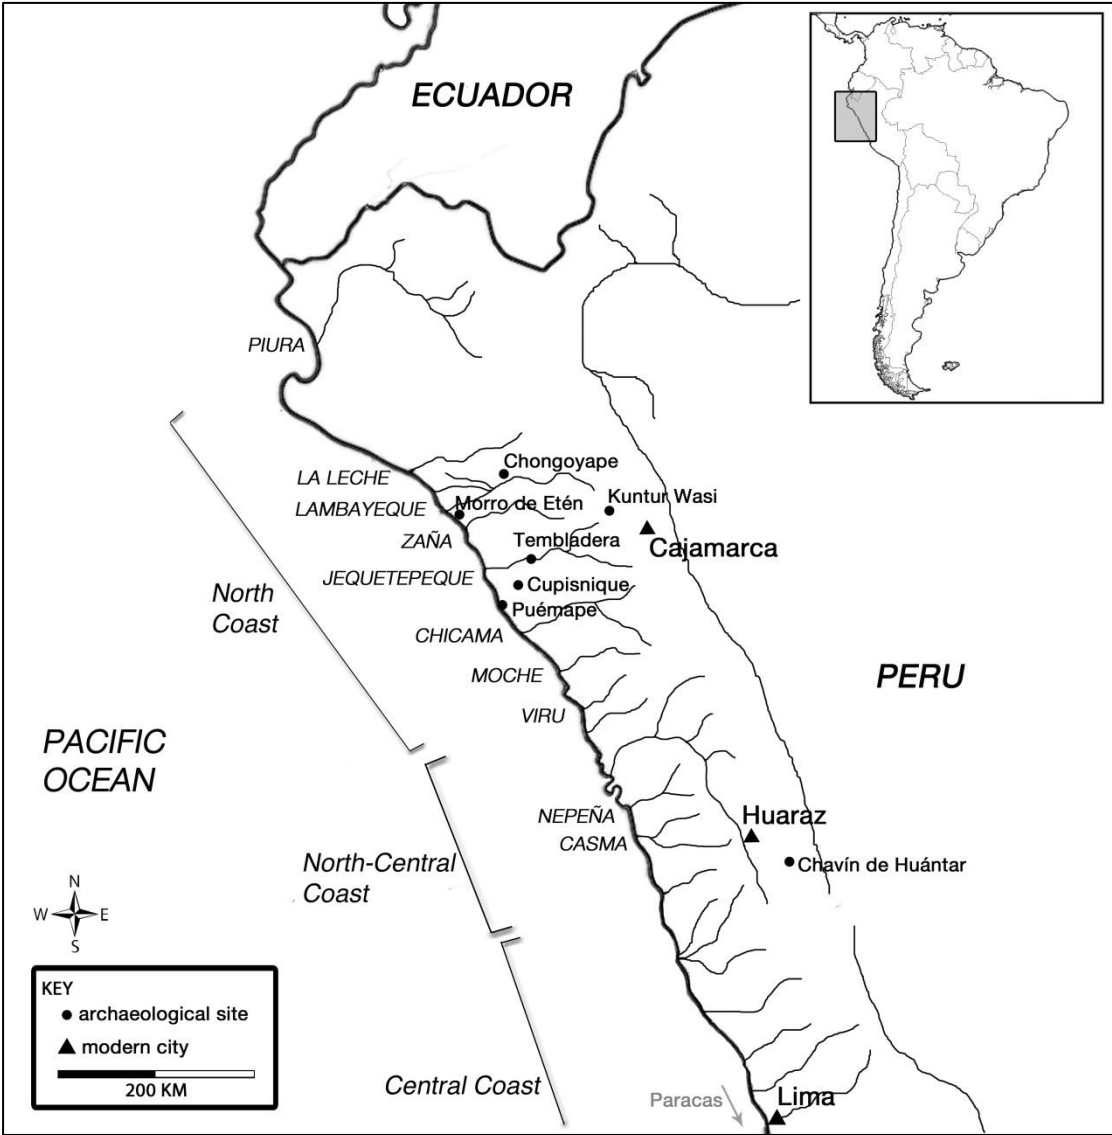 ECUADOR
PIURA
Chongoyape
LA LECHE
Kuntur Wasi
LAMBAYEQUE
Morro de Etén
ZAÑA
Tembladera
Cajamarca
JEQUETEPEQUE
Cupisnique
North
Coast
Puémape
CHICAMA
MOCHE
PERU
VIRU
PACIFIC
OCEAN
NEPEÑA
Huaraz
CASMA
North-Central
Coast
Chavín de Huántar
N
W
E
S
KEY
archaeological site
modern city
200 KM
Central Coast
Paracas
Lima